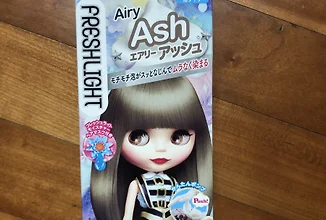 FRESHLIGHT
Airy
Ash
エアリーアッシュ
モチモチ泡がスッとなじんでムラなく染まる
Push!